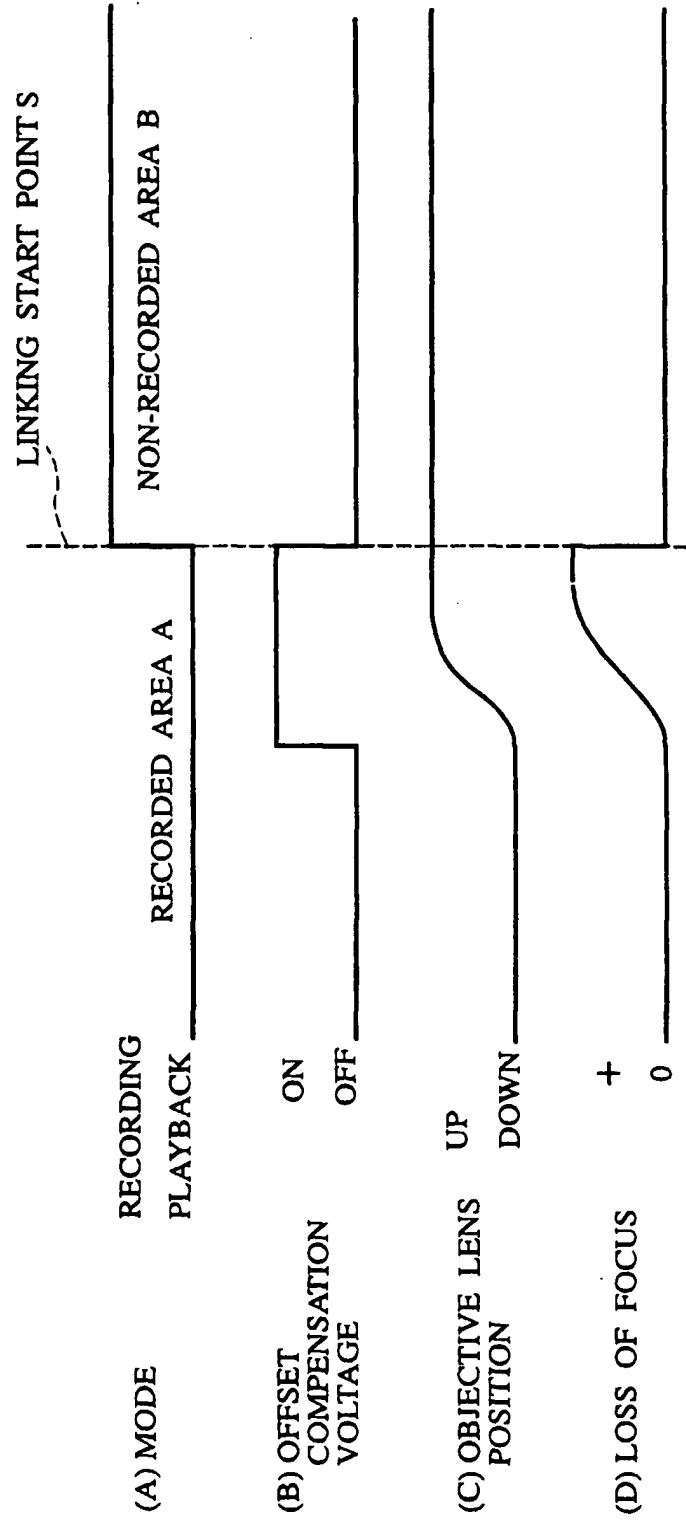 LINKING START POINT S
(A) MODE
RECORDING
PLAYBACK
RECORDED AREA A
NON-RECORDED AREA B
(B) OFFSET
COMPENSATION
VOLTAGE
ON
OFF
(C) OBJECTIVE LENS
POSITION
UP
DOWN
(D) LOSS OF FOCUS
+
0